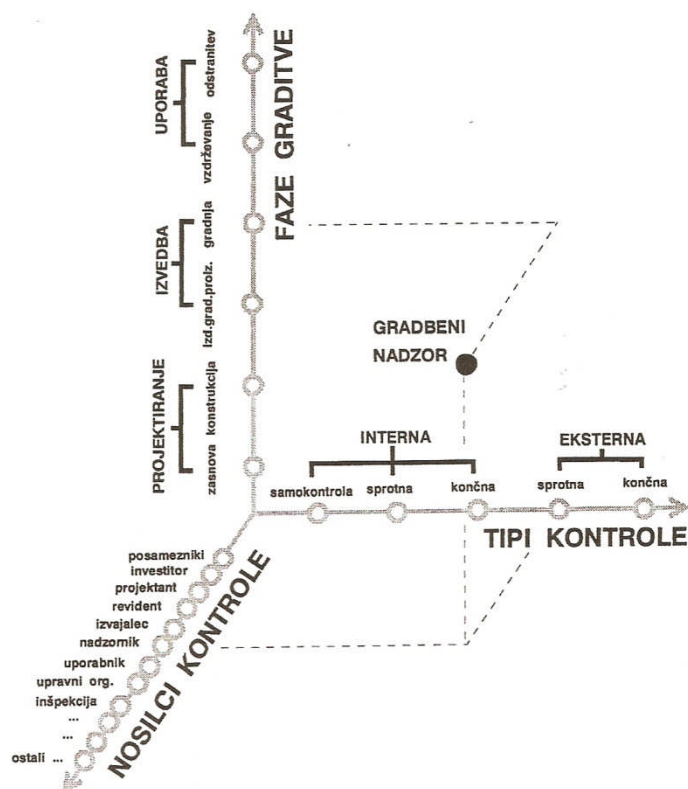 UPORABA
odstranitev
vzdrževanje
IZVEDBA
gradnja
Izd.grad.proiz.
PROJEKTIRANJE
konstrukcija
zasnova
FAZE GRADITVE
GRADBENI
NADZOR
INTERNA
EKSTERNA
samokontrola
sprotna
končna
sprotna
končna
TIPI KONTROLE
posamezniki
investitor
projektant
revident
izvajalec
nadzornik
uporabnik
upravni org.
inšpekcija
...
...
ostali ...
NOSILCI KONTROLE